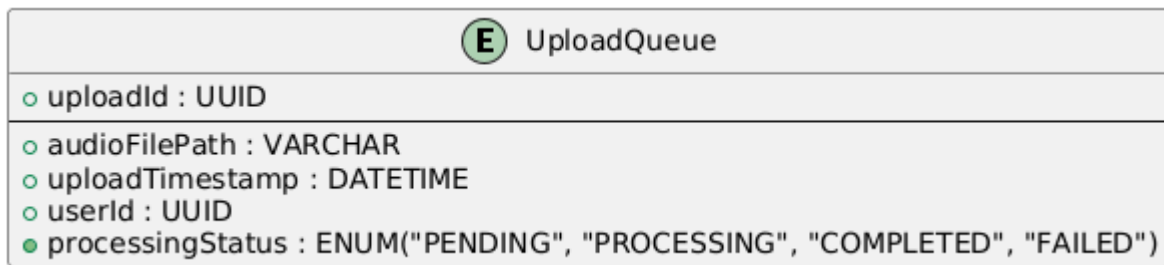 E UploadQueue
uploadId : UUID
audioFilePath : VARCHAR
uploadTimestamp : DATETIME
userId : UUID
processingStatus : ENUM("PENDING", "PROCESSING", "COMPLETED", "FAILED")